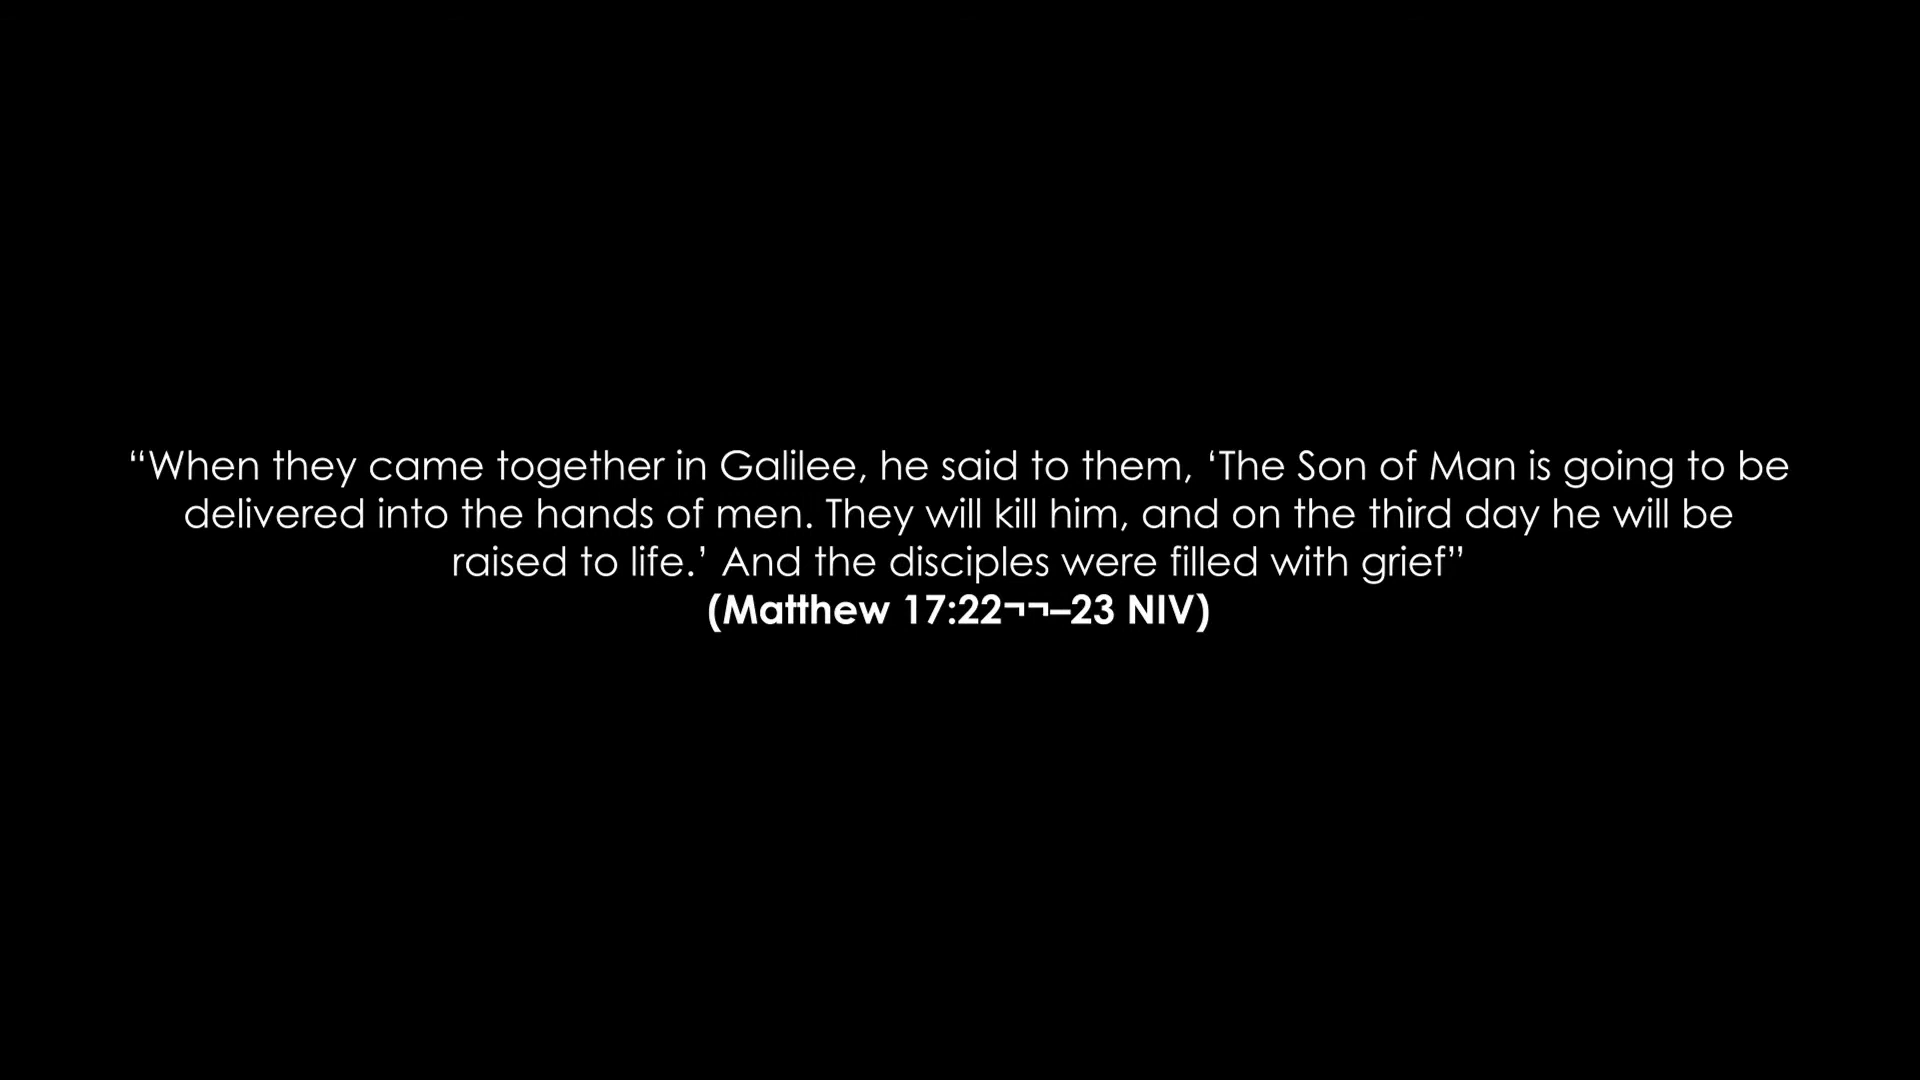 “When they came together in Galilee, he said to them, ‘The Son of Man is going to be
delivered into the hands of men. They will kill him, and on the third day he will be
raised to life.’ And the disciples were filled with grief”
(Matthew 17:22¬¬–23 NIV)